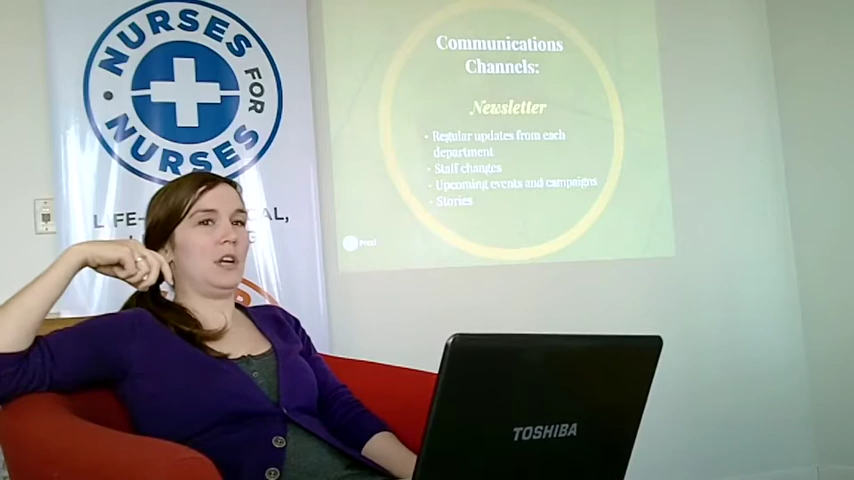 NURSES
FOR
NURSES
LIFE-
AL,
Communications
Channels:
Newsletter
• Regular updates from each
department
• Staff changes
• Upcoming events and campaigns
• Stories
Prezi
TOSHIBA